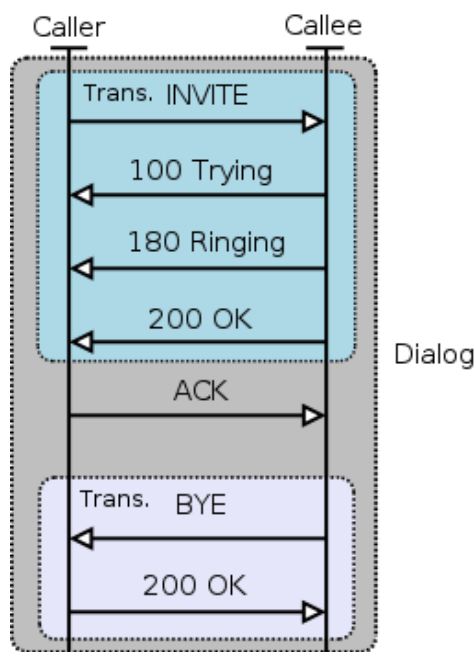 Caller Callee
Trans. INVITE
100 Trying
180 Ringing
200 OK
Dialog
ACK
Trans. BYE
200 OK